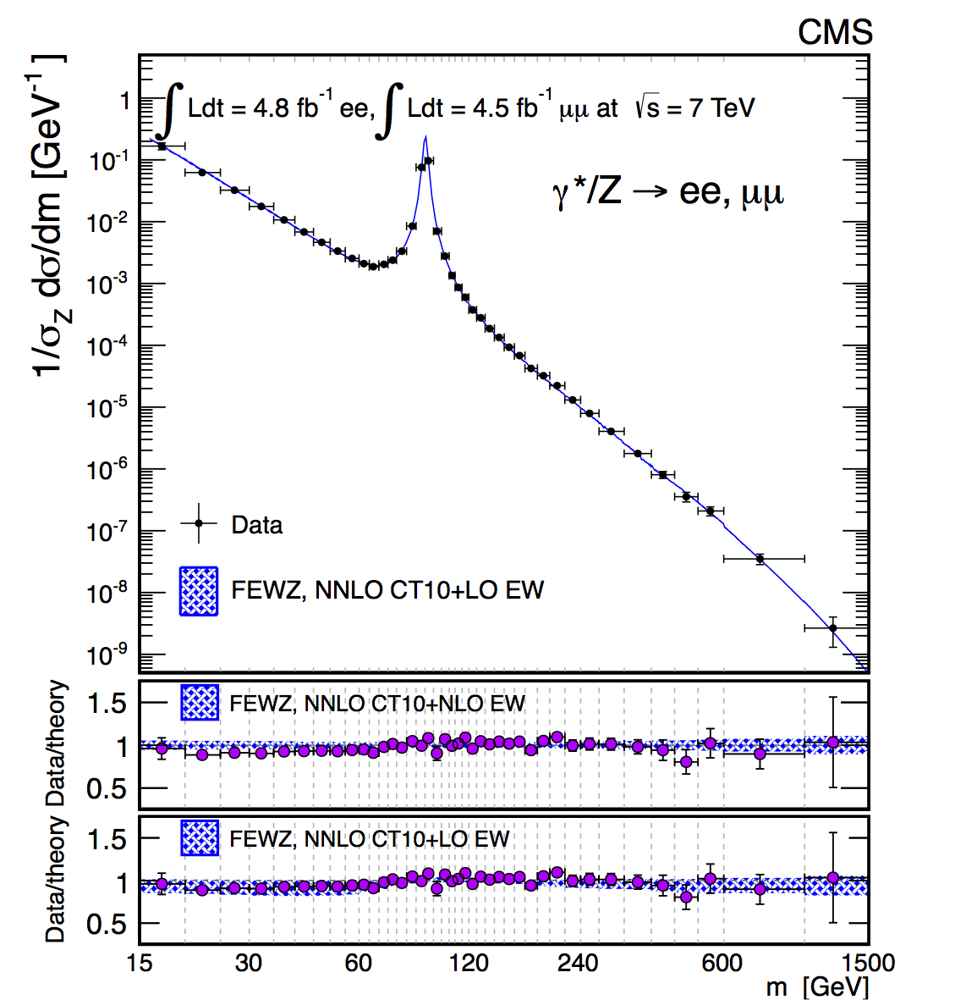 CMS
∫ Ldt = 4.8 fb⁻¹ ee, ∫ Ldt = 4.5 fb⁻¹ μμ at √s = 7 TeV
γ*/Z → ee, μμ
1/σ_Z dσ/dm [GeV⁻¹]
1
10⁻¹
10⁻²
10⁻³
10⁻⁴
10⁻⁵
10⁻⁶
10⁻⁷
10⁻⁸
10⁻⁹
Data
FEWZ, NNLO CT10+LO EW
Data/theory
1.5
1
0.5
FEWZ, NNLO CT10+NLO EW
Data/theory
1.5
1
0.5
FEWZ, NNLO CT10+LO EW
15 30 60 120 240 600 1500
m [GeV]